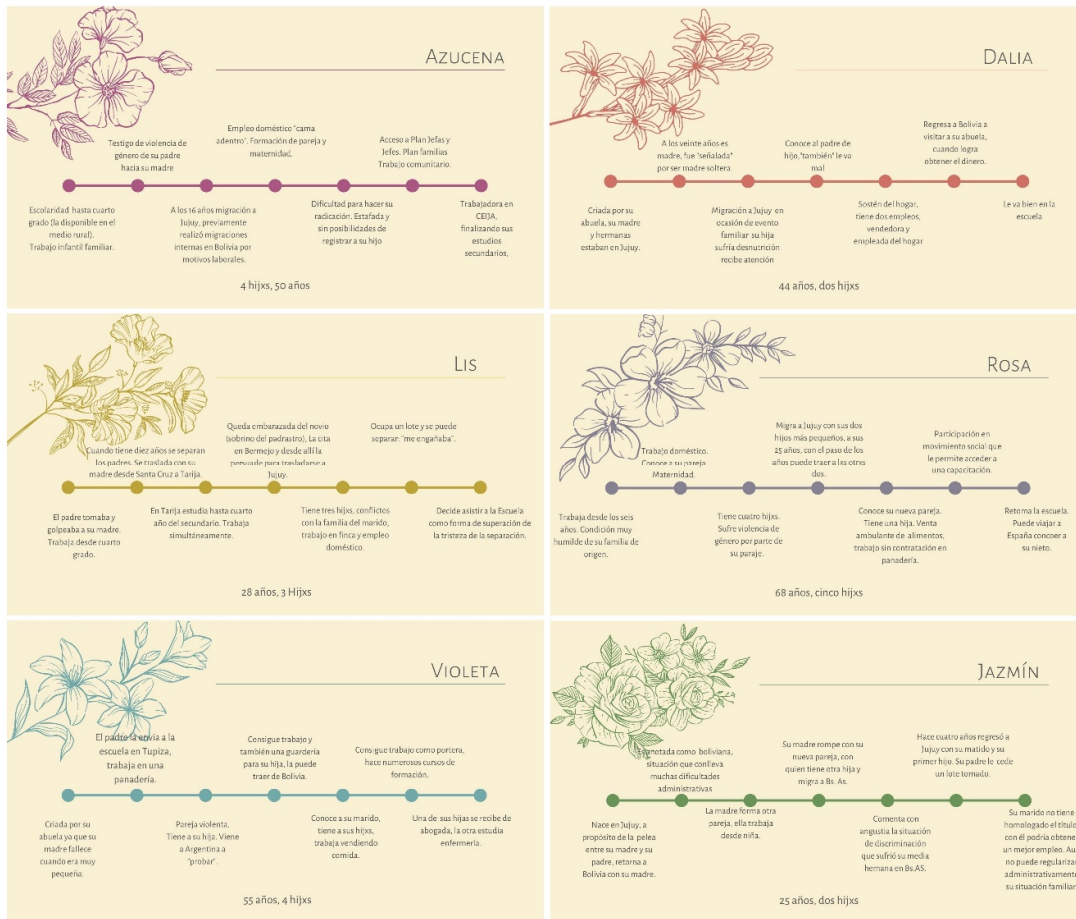 AZUCENA
Testigo de violencia de
género de su padre
hacia su madre
Empleo doméstico "cama
adentro". Formación de pareja y
maternidad.
Acceso a Plan Jefas y
Jefes. Plan familias
Trabajo comunitario.
Escolaridad hasta cuarto
grado (la disponible en el
medio rural).
Trabajo infantil familiar.
A los 16 años migración a
Jujuy, previamente
realizó migraciones
internas en Bolivia por
motivos laborales.
Dificultad para hacer su
radicación. Estafada y
sin posibilidades de
registrar a su hijo
Trabajadora en
CEIJA,
finalizando sus
estudios
secundarios,
4 hijxs, 50 años
DALIA
A los veinte años es
madre, fue "señalada"
por ser madre soltera
Conoce al padre de
hijo,"también" le va
mal
Regresa a Bolivia a
visitar a su abuela,
cuando logra
obtener el dinero.
Criada por su
abuela, su madre
y hermanas
estaban en Jujuy.
Migración a Jujuy en
ocasión de evento
familiar su hija
sufría desnutrición
recibe atención
Sostén del hogar,
tiene dos empleos,
vendedora y
empleada del hogar
Le va bien en la
escuela
44 años, dos hijxs
LIS
Cuando tiene diez años se separan
los padres. Se traslada con su
madre desde Santa Cruz a Tarija.
Queda embarazada del novio
(sobrino del padrastro), La cita
en Bermejo y desde allí la
persuade para trasladarse a
Jujuy.
Ocupa un lote y se puede
separar: "me engañaba".
El padre tomaba y
golpeaba a su madre.
Trabaja desde cuarto
grado.
En Tarija estudia hasta cuarto
año del secundario. Trabaja
simultáneamente.
Tiene tres hijxs, conflictos
con la familia del marido,
trabajo en finca y empleo
doméstico.
Decide asistir a la Escuela
como forma de superación de
la tristeza de la separación.
28 años, 3 Hijxs
ROSA
Trabajo doméstico.
Conoce a su pareja
Maternidad
Migra a Jujuy con sus dos
hijos más pequeños, a sus
25 años, con el paso de los
años puede traer a lxs otrxs
dos.
Participación en
movimiento social que
le permite acceder a
una capacitación.
Trabaja desde los seis
años. Condición muy
humilde de su familia de
origen.
Tiene cuatro hijxs.
Sufre violencia de
género por parte de
su paraje.
Conoce su nueva pareja.
Tiene una hija. Venta
ambulante de alimentos,
trabajo sin contratación en
panadería.
Retoma la escuela.
Puede viajar a
España concoer a
su nieto.
68 años, cinco hijxs
VIOLETA
El padre la envía a la
escuela en Tupiza,
trabaja en una
panadería.
Consigue trabajo y
también una guardería
para su hija, la puede
traer de Bolivia.
Consigue trabajo como portera,
hace numerosos cursos de
formación.
Criada por su
abuela ya que su
madre fallece
cuando era muy
pequeña.
Pareja violenta.
Tiene a su hija. Viene
a Argentina a
"probar".
Conoce a su marido,
tiene a sus hijxs,
trabaja vendiendo
comida.
Una de sus hijas se recibe de
abogada, la otra estudia
enfermería.
55 años, 4 hijxs
JAZMÍN
anotada como boliviana,
situación que conlleva
muchas dificultades
administrativas
Su madre rompe con su
nueva pareja, con
quien tiene otra hija y
migra a Bs. As.
Hace cuatro años regresó a
Jujuy con su matido y su
primer hijo. Su padre le cede
un lote tomado.
Nace en Jujuy, a
propósito de la pelea
entre su madre y su
padre, retorna a
Bolivia con su madre.
La madre forma otra
pareja, ella trabaja
desde niña.
Comenta con
angustia la situación
de discriminación
que sufrió su media
hemana en Bs.AS.
Su marido no tiene
homologado el título
con él podría obtene
un mejor empleo. Au
no puede regularizar
administrativamente
su situación familiar
25 años, dos hijxs